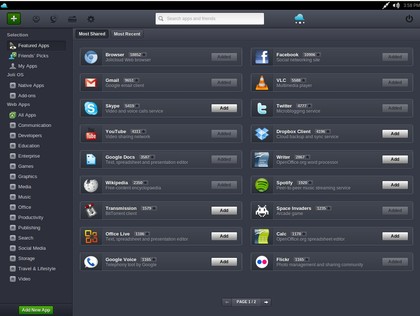 5:58 PM
Search apps and friends
Selection
Featured Apps
Friends' Picks
My Apps
Joli OS
Native Apps
Add-ons
Web Apps
All Apps
Communication
Developers
Education
Enterprise
Games
Graphics
Media
Music
Office
Productivity
Publishing
Search
Social Media
Storage
Travel & Lifestyle
Video
Add New App
Most Shared
Most Recent
Browser
Jolicloud Web browser
Added
Facebook
Social networking site
Added
Gmail
Google email client
Added
VLC
Multimedia player
Added
Skype
Video and voice calls service
Add
Twitter
Microblogging service
Added
YouTube
Video sharing network
Added
Dropbox Client
Cloud backup and sync service
Add
Google Docs
Text, spreadsheet and presentation editor
Added
Writer
OpenOffice.org word processor
Add
Wikipedia
Free content encyclopaedia
Added
Spotify
Peer-to-peer music streaming service
Add
Transmission
BitTorrent client
Add
Space Invaders
Arcade game
Added
Office Live
Text, spreadsheet and presentation editor
Add
Calc
OpenOffice.org spreadsheet editor
Add
Google Voice
Telephony tool by Google
Add
Flickr
Photo management and sharing community
Added
PAGE 1 / 2